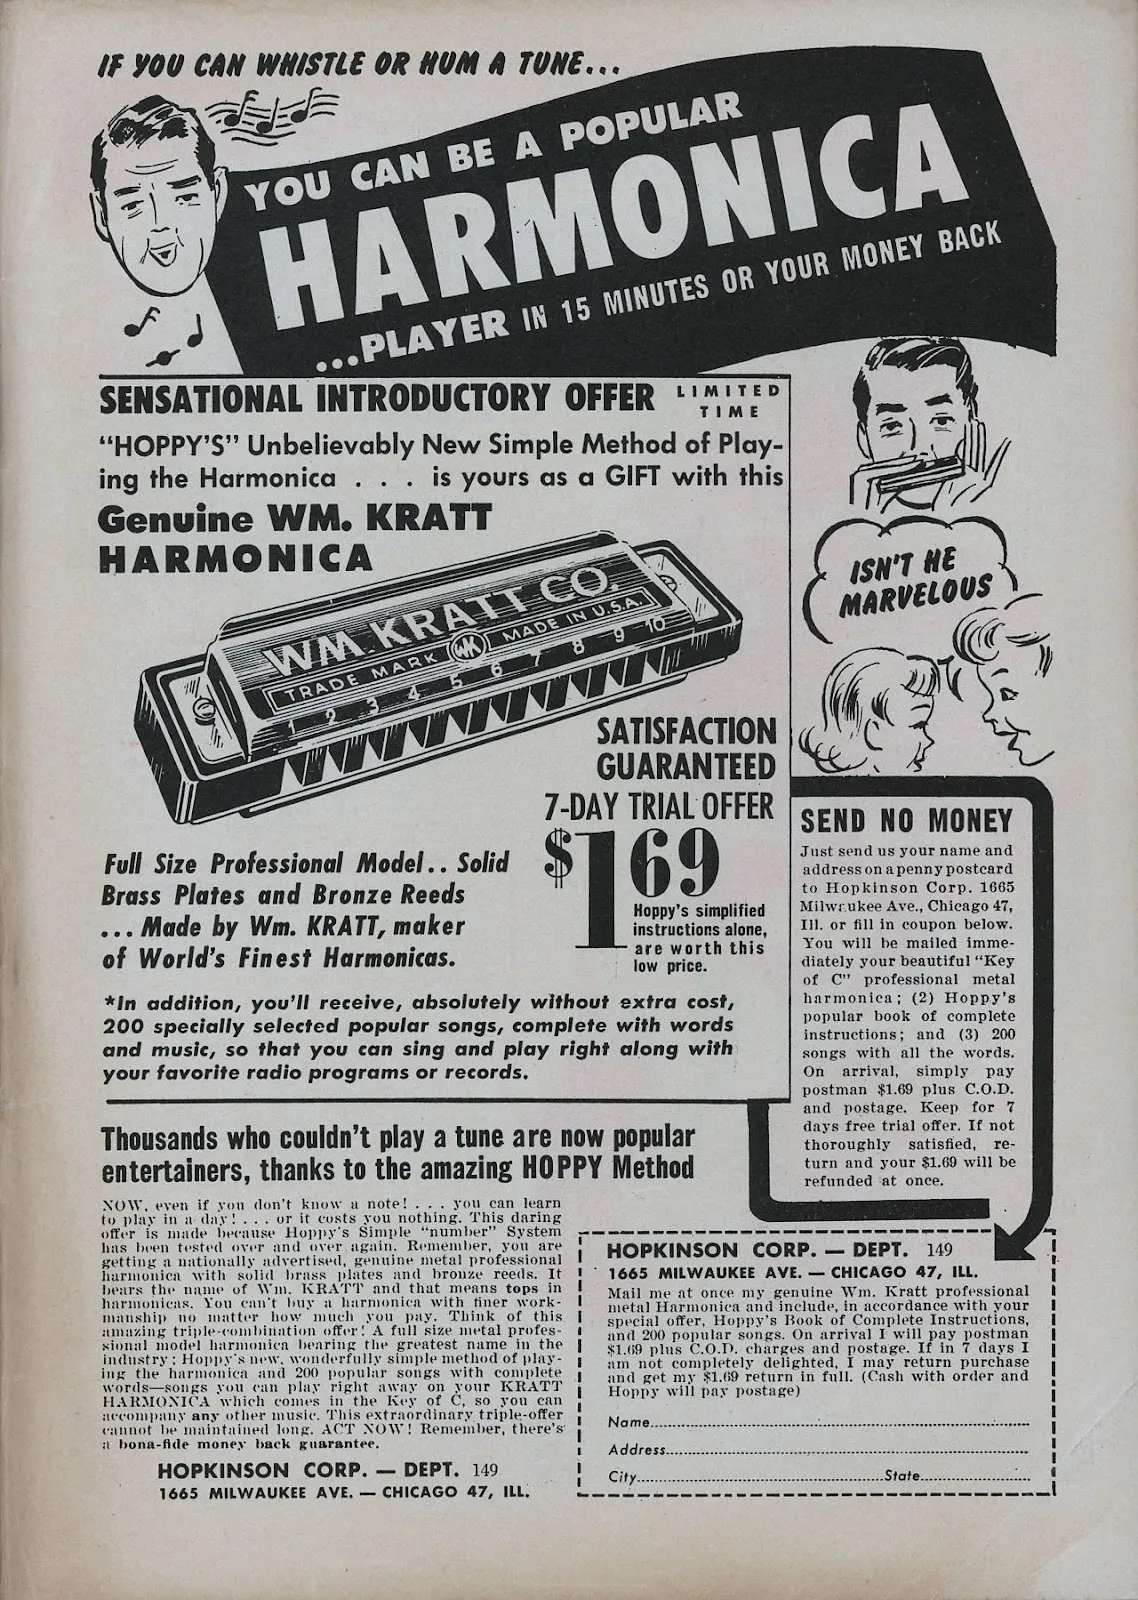 IF YOU CAN WHISTLE OR HUM A TUNE...
YOU CAN BE A POPULAR
HARMONICA
...PLAYER IN 15 MINUTES OR YOUR MONEY BACK
SENSATIONAL INTRODUCTORY OFFER LIMITED TIME
"HOPPY'S" Unbelievably New Simple Method of Play-
ing the Harmonica . . . is yours as a GIFT with this
Genuine WM. KRATT
HARMONICA
WM. KRATT CO.
TRADE MARK WK MADE IN U.S.A.
1 2 3 4 5 6 7 8 9 10
ISN'T HE
MARVELOUS
SATISFACTION
GUARANTEED
7-DAY TRIAL OFFER
$1.69
Hoppy's simplified
instructions alone,
are worth this
low price.
Full Size Professional Model.. Solid
Brass Plates and Bronze Reeds
... Made by Wm. KRATT, maker
of World's Finest Harmonicas.
*In addition, you'll receive, absolutely without extra cost,
200 specially selected popular songs, complete with words
and music, so that you can sing and play right along with
your favorite radio programs or records.
SEND NO MONEY
Just send us your name and
address on a penny postcard
to Hopkinson Corp. 1665
Milwaukee Ave., Chicago 47,
Ill. or fill in coupon below.
You will be mailed imme-
diately your beautiful "Key
of C" professional metal
harmonica; (2) Hoppy's
popular book of complete
instructions; and (3) 200
songs with all the words.
On arrival, simply pay
postman $1.69 plus C.O.D.
and postage. Keep for 7
days free trial offer. If not
thoroughly satisfied, re-
turn and your $1.69 will be
refunded at once.
Thousands who couldn't play a tune are now popular
entertainers, thanks to the amazing HOPPY Method
NOW, even if you don't know a note! . . . you can learn
to play in a day! . . . or it costs you nothing. This daring
offer is made because Hoppy's Simple "number" System
has been tested over and over again. Remember, you are
getting a nationally advertised, genuine metal professional
harmonica with solid brass plates and bronze reeds. It
bears the name of Wm. KRATT and that means tops in
harmonicas. You can't buy a harmonica with finer work-
manship no matter how much you pay. Think of this
amazing triple-combination offer! A full size metal profes-
sional model harmonica bearing the greatest name in the
industry; Hoppy's new, wonderfully simple method of play-
ing the harmonica and 200 popular songs with complete
words—songs you can play right away on your KRATT
HARMONICA which comes in the Key of C, so you can
accompany any other music. This extraordinary triple-offer
cannot be maintained long. ACT NOW! Remember, there's
a bona-fide money back guarantee.
HOPKINSON CORP. — DEPT. 149
1665 MILWAUKEE AVE. — CHICAGO 47, ILL.
HOPKINSON CORP. — DEPT. 149
1665 MILWAUKEE AVE. — CHICAGO 47, ILL.
Mail me at once my genuine Wm. Kratt professional
metal Harmonica and include, in accordance with your
special offer, Hoppy's Book of Complete Instructions,
and 200 popular songs. On arrival I will pay postman
$1.69 plus C.O.D. charges and postage. If in 7 days I
am not completely delighted, I may return purchase
and get my $1.69 return in full. (Cash with order and
Hoppy will pay postage)
Name
Address
City State